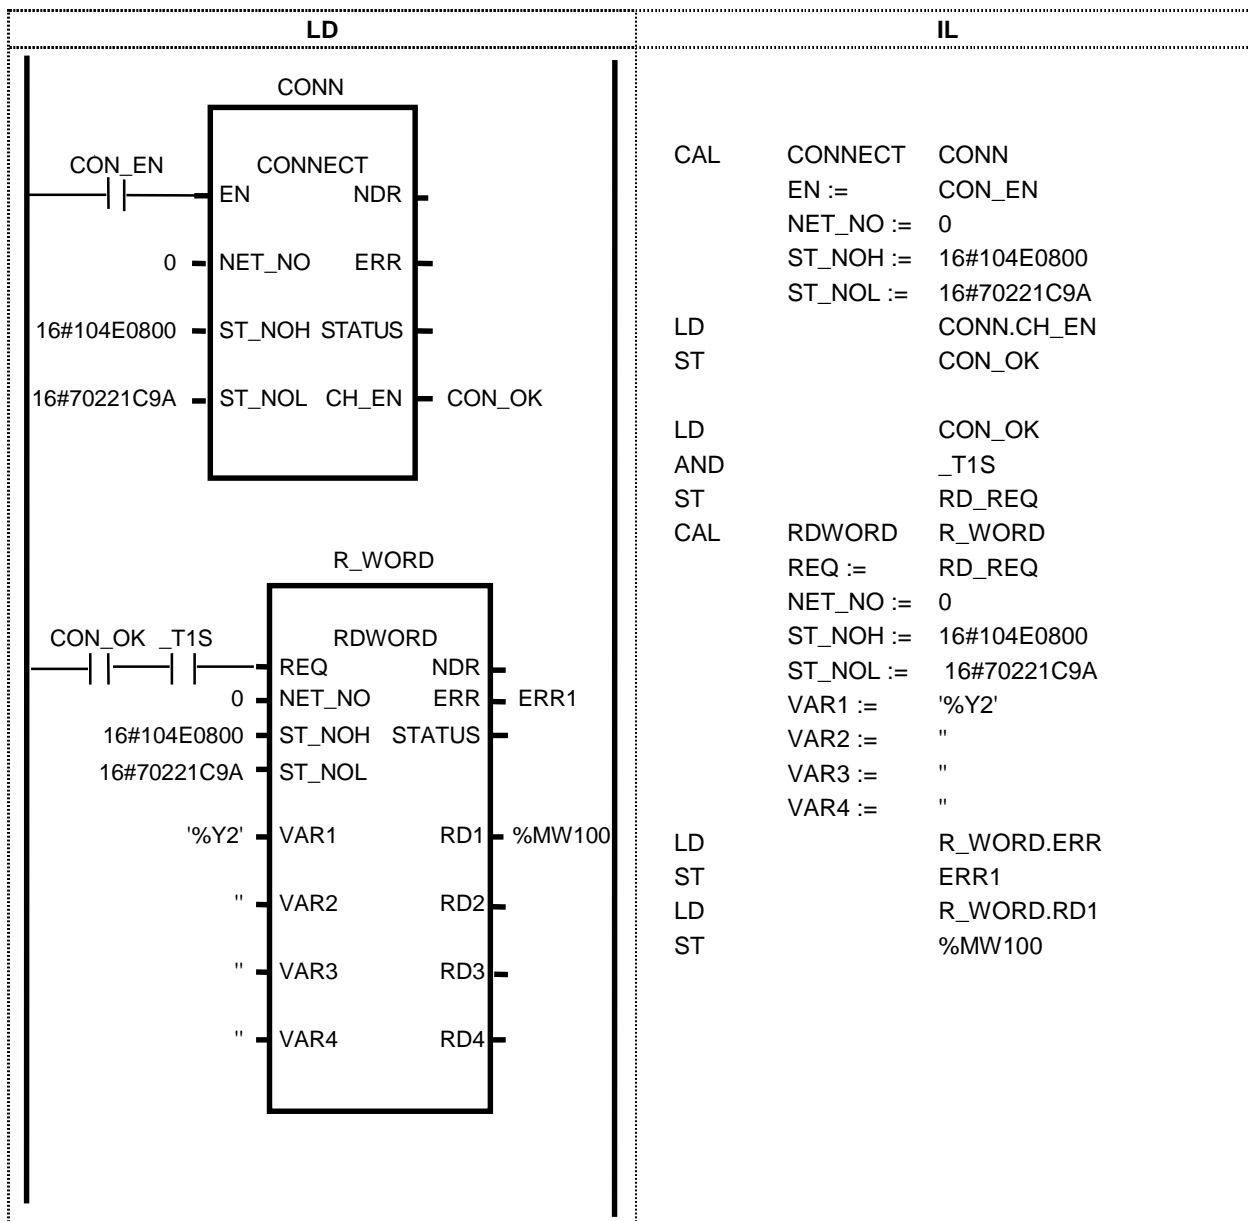 LD
IL
CONN
CONNECT
CON_EN
EN NDR
0 NET_NO ERR
16#104E0800 ST_NOH STATUS
16#70221C9A ST_NOL CH_EN CON_OK
R_WORD
RDWORD
CON_OK _T1S
REQ NDR
0 NET_NO ERR ERR1
16#104E0800 ST_NOH STATUS
16#70221C9A ST_NOL
'%Y2' VAR1 RD1 %MW100
'' VAR2 RD2
'' VAR3 RD3
'' VAR4 RD4
CAL CONNECT CONN
EN := CON_EN
NET_NO := 0
ST_NOH := 16#104E0800
ST_NOL := 16#70221C9A
LD CONN.CH_EN
ST CON_OK
LD CON_OK
AND _T1S
ST RD_REQ
CAL RDWORD R_WORD
REQ := RD_REQ
NET_NO := 0
ST_NOH := 16#104E0800
ST_NOL := 16#70221C9A
VAR1 := '%Y2'
VAR2 := ''
VAR3 := ''
VAR4 := ''
LD R_WORD.ERR
ST ERR1
LD R_WORD.RD1
ST %MW100